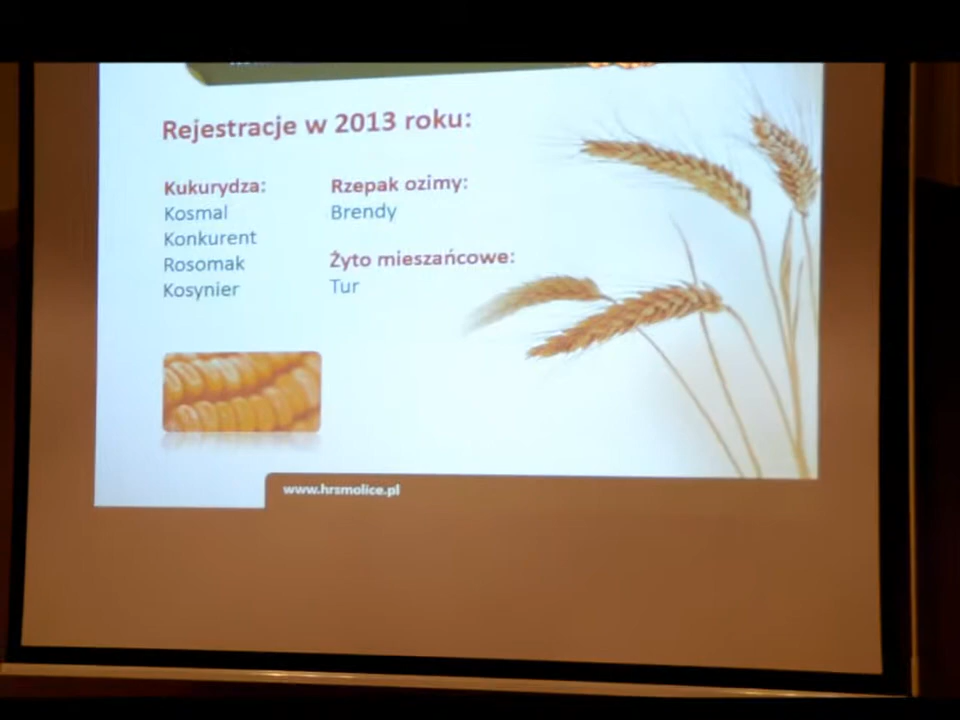 Rejestracje w 2013 roku:
Kukurydza:
Kosmal
Konkurent
Rosomak
Kosynier
Rzepak ozimy:
Brendy
Żyto mieszańcowe:
Tur
www.hrsmolice.pl